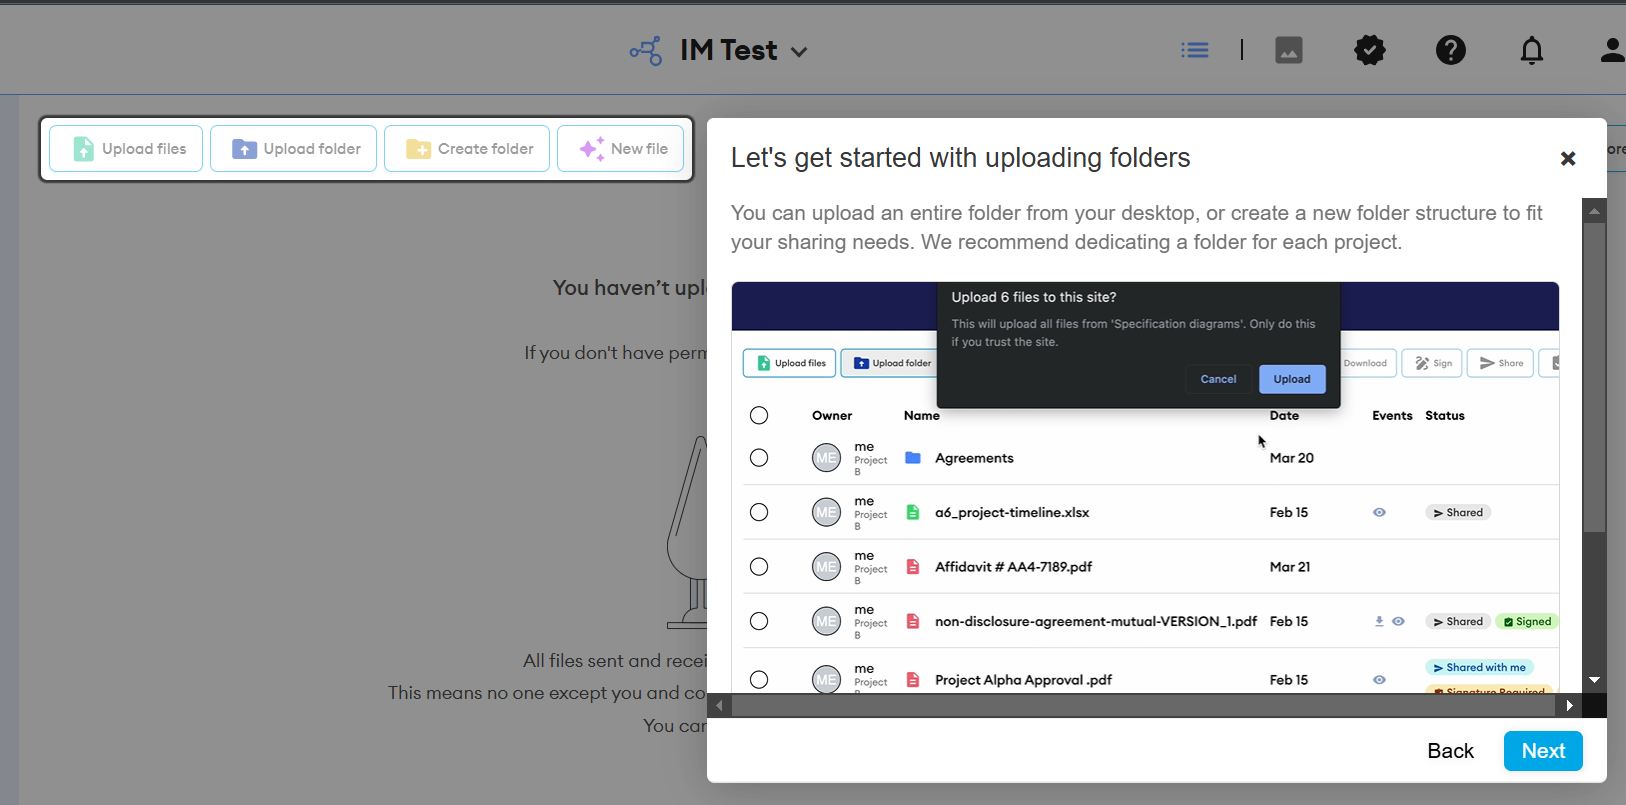 IM Test
Upload files
Upload folder
Create folder
New file
You haven't upl
If you don't have perm
All files sent and recei
This means no one except you and co
You can
ore
Let's get started with uploading folders
You can upload an entire folder from your desktop, or create a new folder structure to fit
your sharing needs. We recommend dedicating a folder for each project.
Upload 6 files to this site?
This will upload all files from 'Specification diagrams'. Only do this
if you trust the site.
Cancel
Upload
Upload files
Upload folder
Download
Sign
Share
Owner Name Date Events Status
ME me Project B Agreements Mar 20
ME me Project B a6_project-timeline.xlsx Feb 15 Shared
ME me Project B Affidavit # AA4-7189.pdf Mar 21
ME me Project B non-disclosure-agreement-mutual-VERSION_1.pdf Feb 15 Shared Signed
ME me Project B Project Alpha Approval .pdf Feb 15 Shared with me
Signature Required
Back
Next